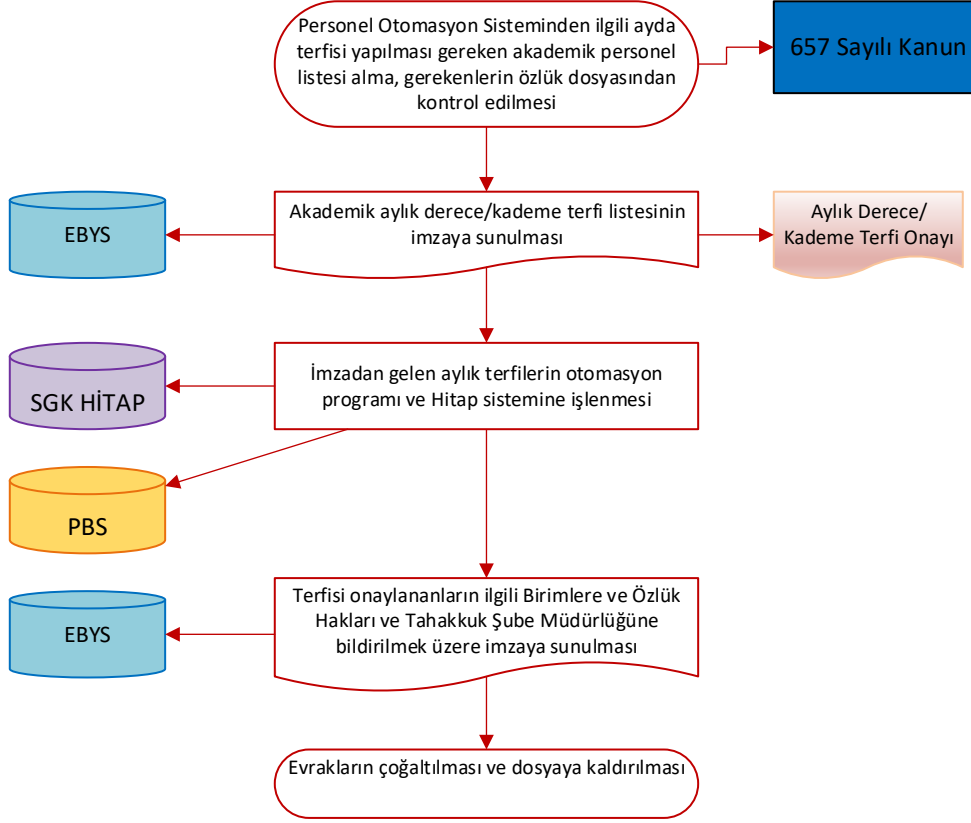 Personel Otomasyon Sisteminden ilgili ayda
terfisi yapılması gereken akademik personel
listesi alma, gerekenlerin özlük dosyasından
kontrol edilmesi
657 Sayılı Kanun
EBYS
Akademik aylık derece/kademe terfi listesinin
imzaya sunulması
Aylık Derece/
Kademe Terfi Onayı
SGK HİTAP
İmzadan gelen aylık terfilerin otomasyon
programı ve Hitap sistemine işlenmesi
PBS
EBYS
Terfisi onaylananların ilgili Birimlere ve Özlük
Hakları ve Tahakkuk Şube Müdürlüğüne
bildirilmek üzere imzaya sunulması
Evrakların çoğaltılması ve dosyaya kaldırılması